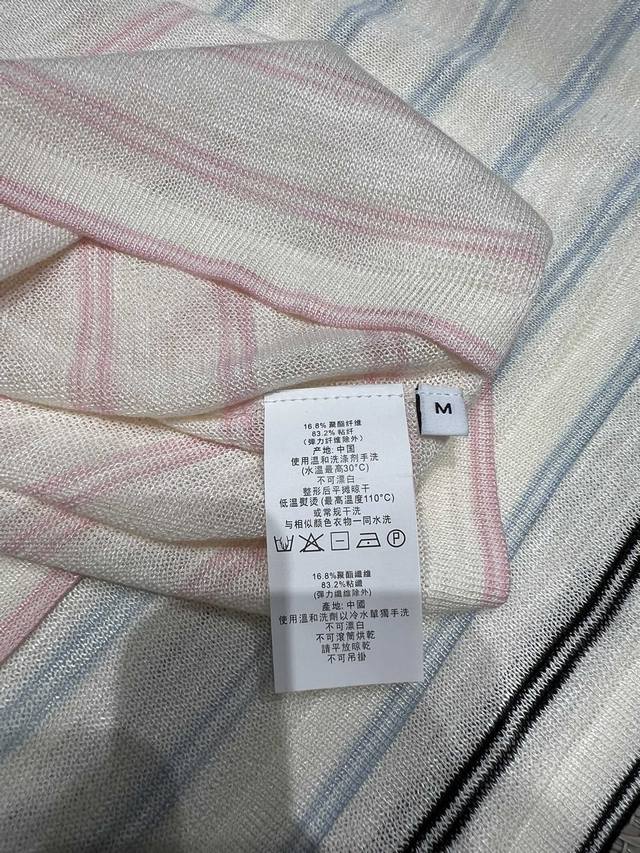 M
16.8% 聚酯纤维
83.2% 粘纤
（弹力纤维除外）
产地: 中国
使用温和洗涤剂手洗
(水温最高30°C)
不可漂白
整形后平摊晾干
低温熨烫 (最高温度110°C)
或常规干洗
与相似颜色衣物一同水洗
P
16.8%聚酯纖維
83.2%粘纖
(彈力纖維除外)
產地: 中國
使用溫和洗劑以冷水單獨手洗
不可漂白
不可滾筒烘乾
請平放晾乾
不可吊掛